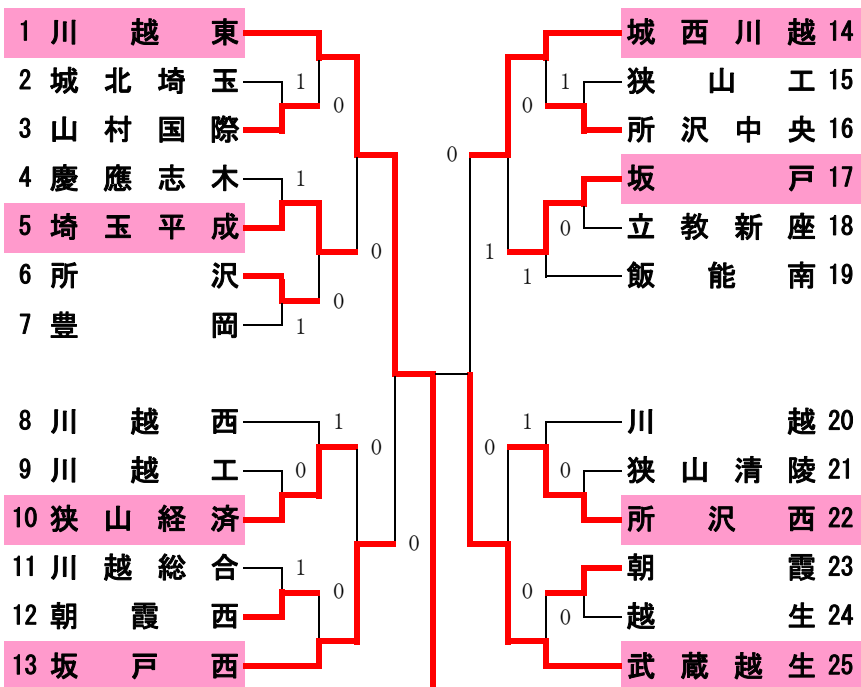 1 川越東
2 城北埼玉
3 山村国際
4 慶應志木
5 埼玉平成
6 所沢
7 豊岡
8 川越西
9 川越工
10 狭山経済
11 川越総合
12 朝霞西
13 坂戸西
1
0
1
0
1
0
1
0
0
1
0
0
城西川越 14
狭山工 15
所沢中央 16
坂戸 17
立教新座 18
飯能南 19
川越 20
狭山清陵 21
所沢西 22
朝霞 23
越生 24
武蔵越生 25
1
0
0
0
1
1
1
0
0
0
0